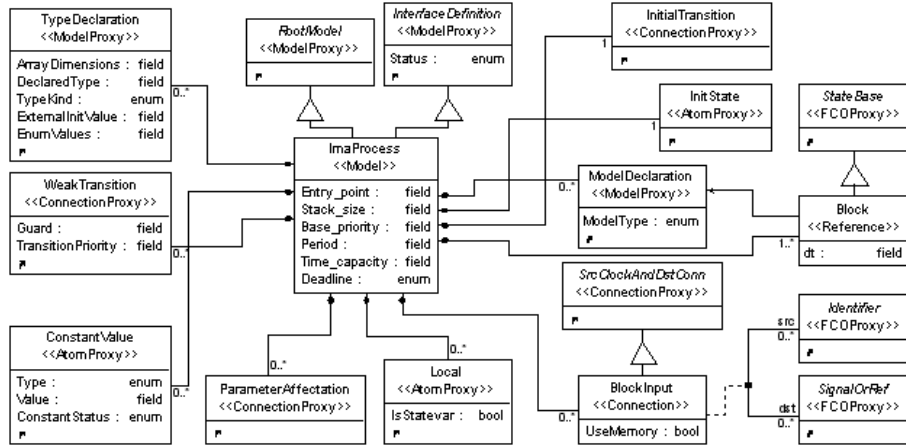 TypeDeclaration
<<ModelProxy>>
ArrayDimensions : field
DeclaredType : field
TypeKind : enum
ExternalInitValue : field
EnumValues : field
0..*
RootModel
<<ModelProxy>>
InterfaceDefinition
<<ModelProxy>>
Status : enum
InitialTransition
<<ConnectionProxy>>
1
InitState
<<AtomProxy>>
1
StateBase
<<FCOProxy>>
ImaProcess
<<Model>>
Entry_point : field
Stack_size : field
Base_priority : field
Period : field
Time_capacity : field
Deadline : enum
WeakTransition
<<ConnectionProxy>>
Guard : field
TransitionPriority : field
0..*
ModelDeclaration
<<ModelProxy>>
ModelType : enum
0..*
Block
<<Reference>>
dt : field
1..*
SrcClockAndDstConn
<<ConnectionProxy>>
Identifier
<<FCOProxy>>
src
0..*
ConstantValue
<<AtomProxy>>
Type : enum
Value : field
ConstantStatus : enum
0..*
ParameterAffectation
<<ConnectionProxy>>
0..*
Local
<<AtomProxy>>
IsStatevar : bool
0..*
BlockInput
<<Connection>>
UseMemory : bool
0..*
SignalOrRef
<<FCOProxy>>
dst
0..*